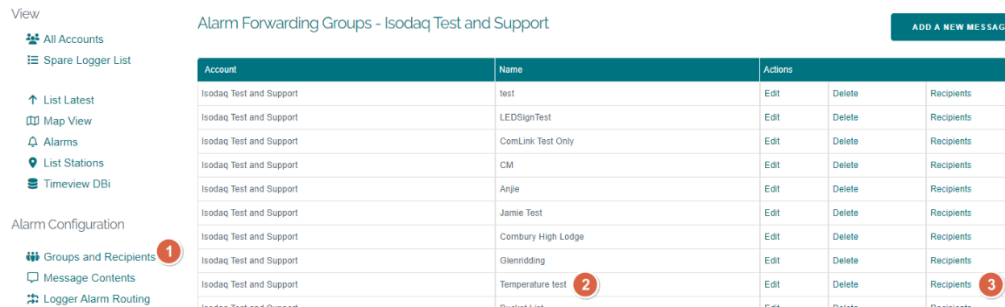 View
All Accounts
Spare Logger List
List Latest
Map View
Alarms
List Stations
Timeview DBi
Alarm Configuration
Groups and Recipients 1
Message Contents
Logger Alarm Routing
Alarm Forwarding Groups - Isodaq Test and Support
ADD A NEW MESSAG
Account Name Actions
Isodaq Test and Support test Edit Delete Recipients
Isodaq Test and Support LEDSignTest Edit Delete Recipients
Isodaq Test and Support ComLink Test Only Edit Delete Recipients
Isodaq Test and Support CM Edit Delete Recipients
Isodaq Test and Support Anjie Edit Delete Recipients
Isodaq Test and Support Jamie Test Edit Delete Recipients
Isodaq Test and Support Cornbury High Lodge Edit Delete Recipients
Isodaq Test and Support Glenridding Edit Delete Recipients
Isodaq Test and Support Temperature test 2 Edit Delete Recipients 3